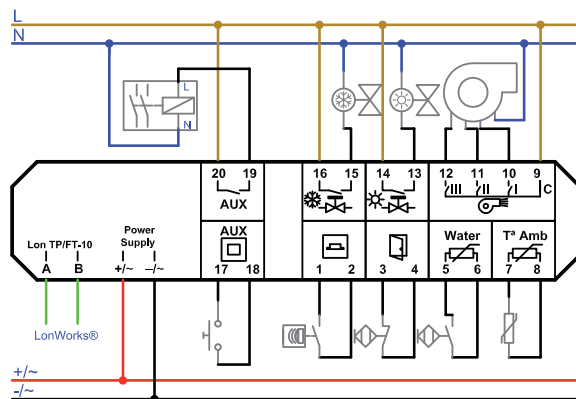 L
N
L
N
20 19 16 15 14 13 12 11 10 9
III II I C
AUX
Lon TP/FT-10
Power
Supply
AUX
Water
Tª Amb
A B +/~ –/~
17 18 1 2 3 4 5 6 7 8
LonWorks®
+/~
-/~